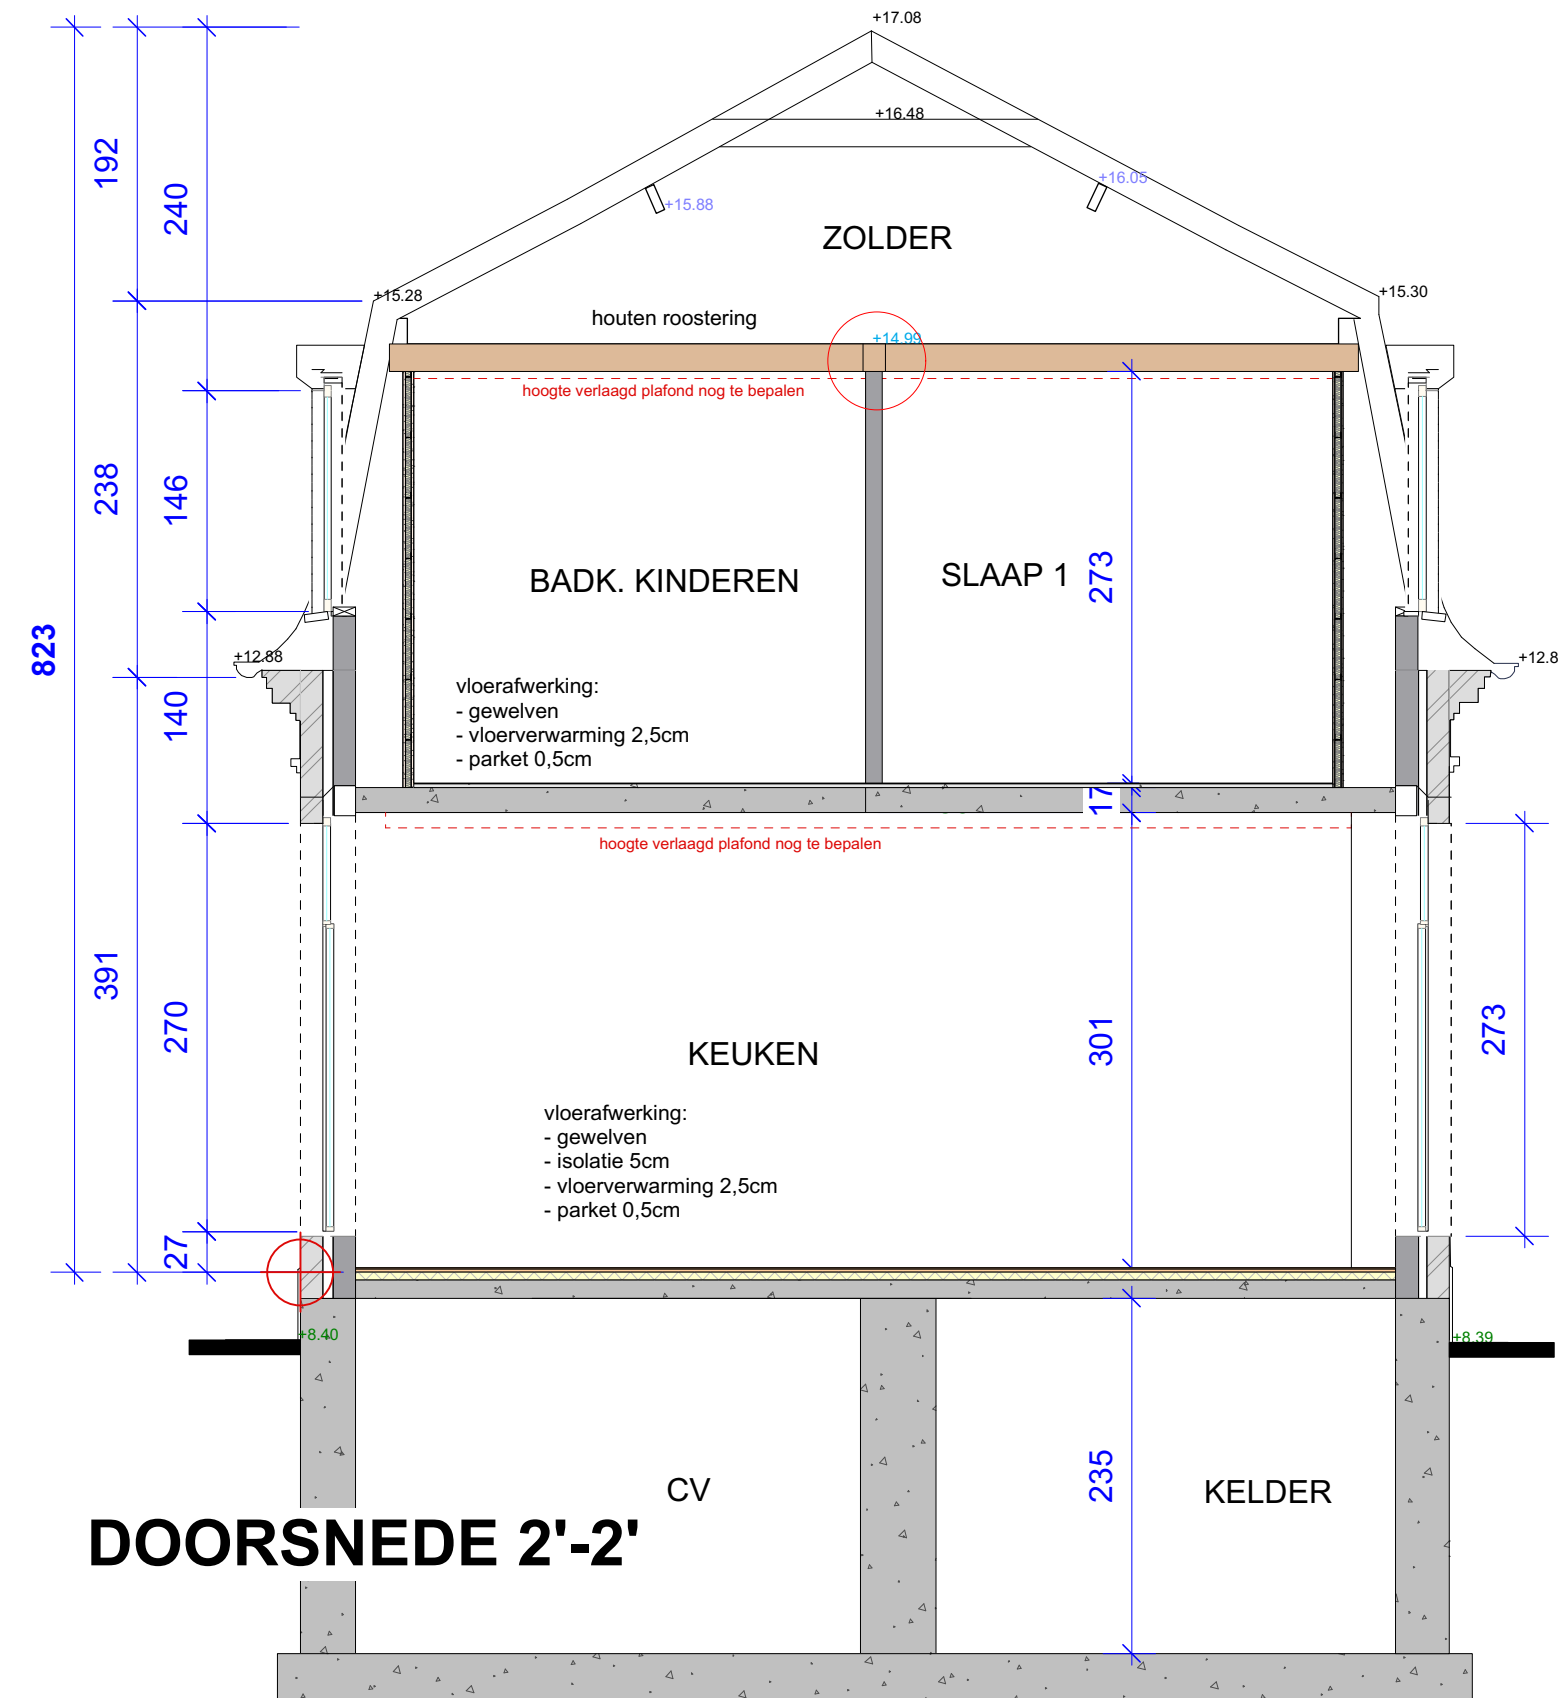 +17.08
+16.48
192
240
+16.05
+15.88
ZOLDER
+15.28
+15.30
houten roostering
+14.99
hoogte verlaagd plafond nog te bepalen
238
146
273
BADK. KINDEREN
SLAAP 1
823
+12.88
+12.8
140
vloerafwerking:
- gewelven
- vloerverwarming 2,5cm
- parket 0,5cm
17
hoogte verlaagd plafond nog te bepalen
391
270
301
273
KEUKEN
vloerafwerking:
- gewelven
- isolatie 5cm
- vloerverwarming 2,5cm
- parket 0,5cm
27
+8.40
+8.39
235
CV
KELDER
DOORSNEDE 2'-2'